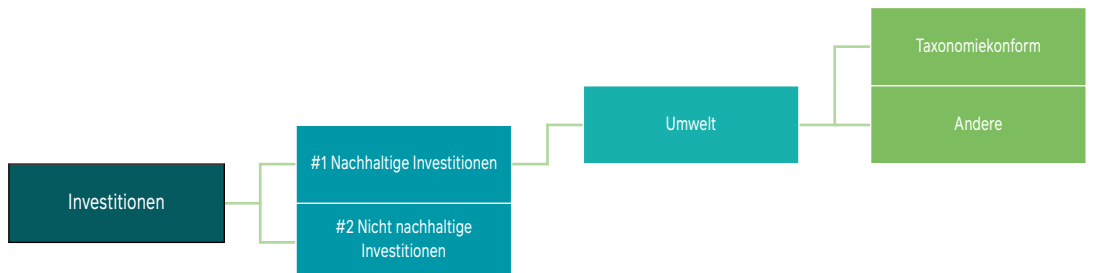 Investitionen
#1 Nachhaltige Investitionen
#2 Nicht nachhaltige
Investitionen
Umwelt
Taxonomiekonform
Andere